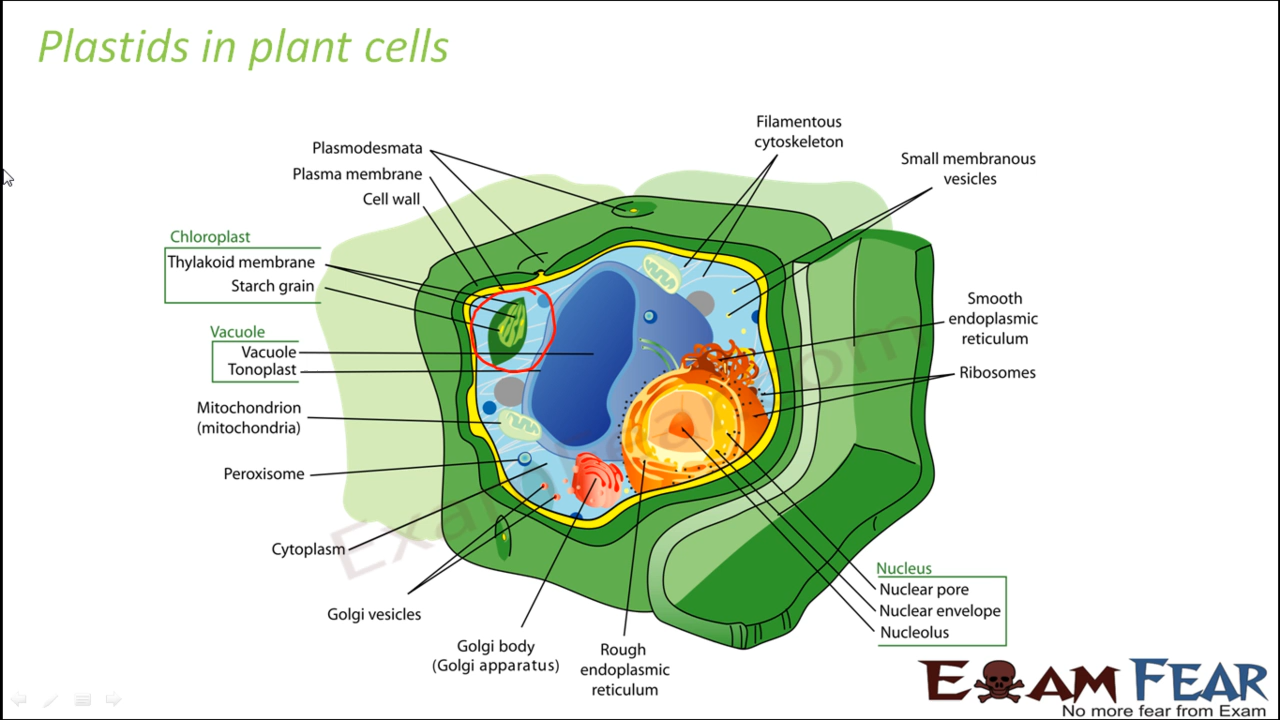 Plastids in plant cells
Filamentous
cytoskeleton
Small membranous
vesicles
Plasmodesmata
Plasma membrane
Cell wall
Chloroplast
Thylakoid membrane
Starch grain
Vacuole
Vacuole
Tonoplast
Mitochondrion
(mitochondria)
Peroxisome
Cytoplasm
Golgi vesicles
Golgi body
(Golgi apparatus)
Rough
endoplasmic
reticulum
Smooth
endoplasmic
reticulum
Ribosomes
Nucleus
Nuclear pore
Nuclear envelope
Nucleolus
EXAM FEAR
No more fear from Exam